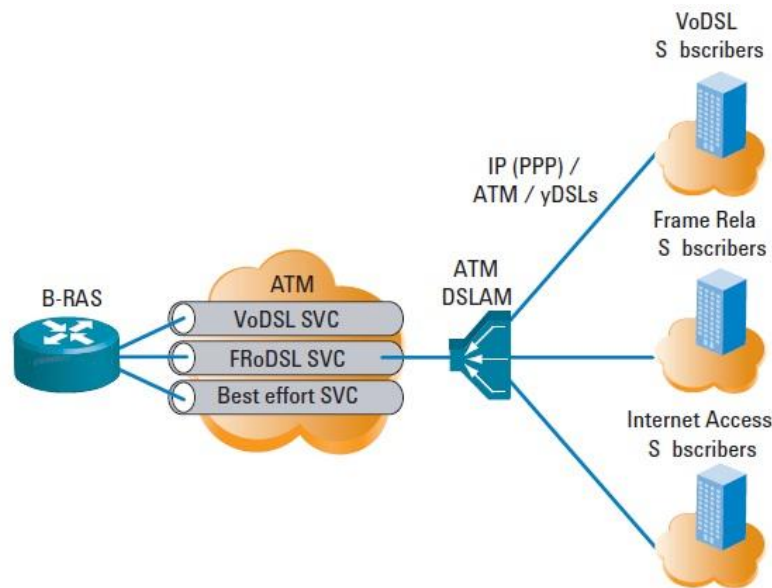 VoDSL
S bscribers
IP (PPP) /
ATM / yDSLs
Frame Rela
S bscribers
ATM
DSLAM
B-RAS
ATM
VoDSL SVC
FRoDSL SVC
Best effort SVC
Internet Access
S bscribers